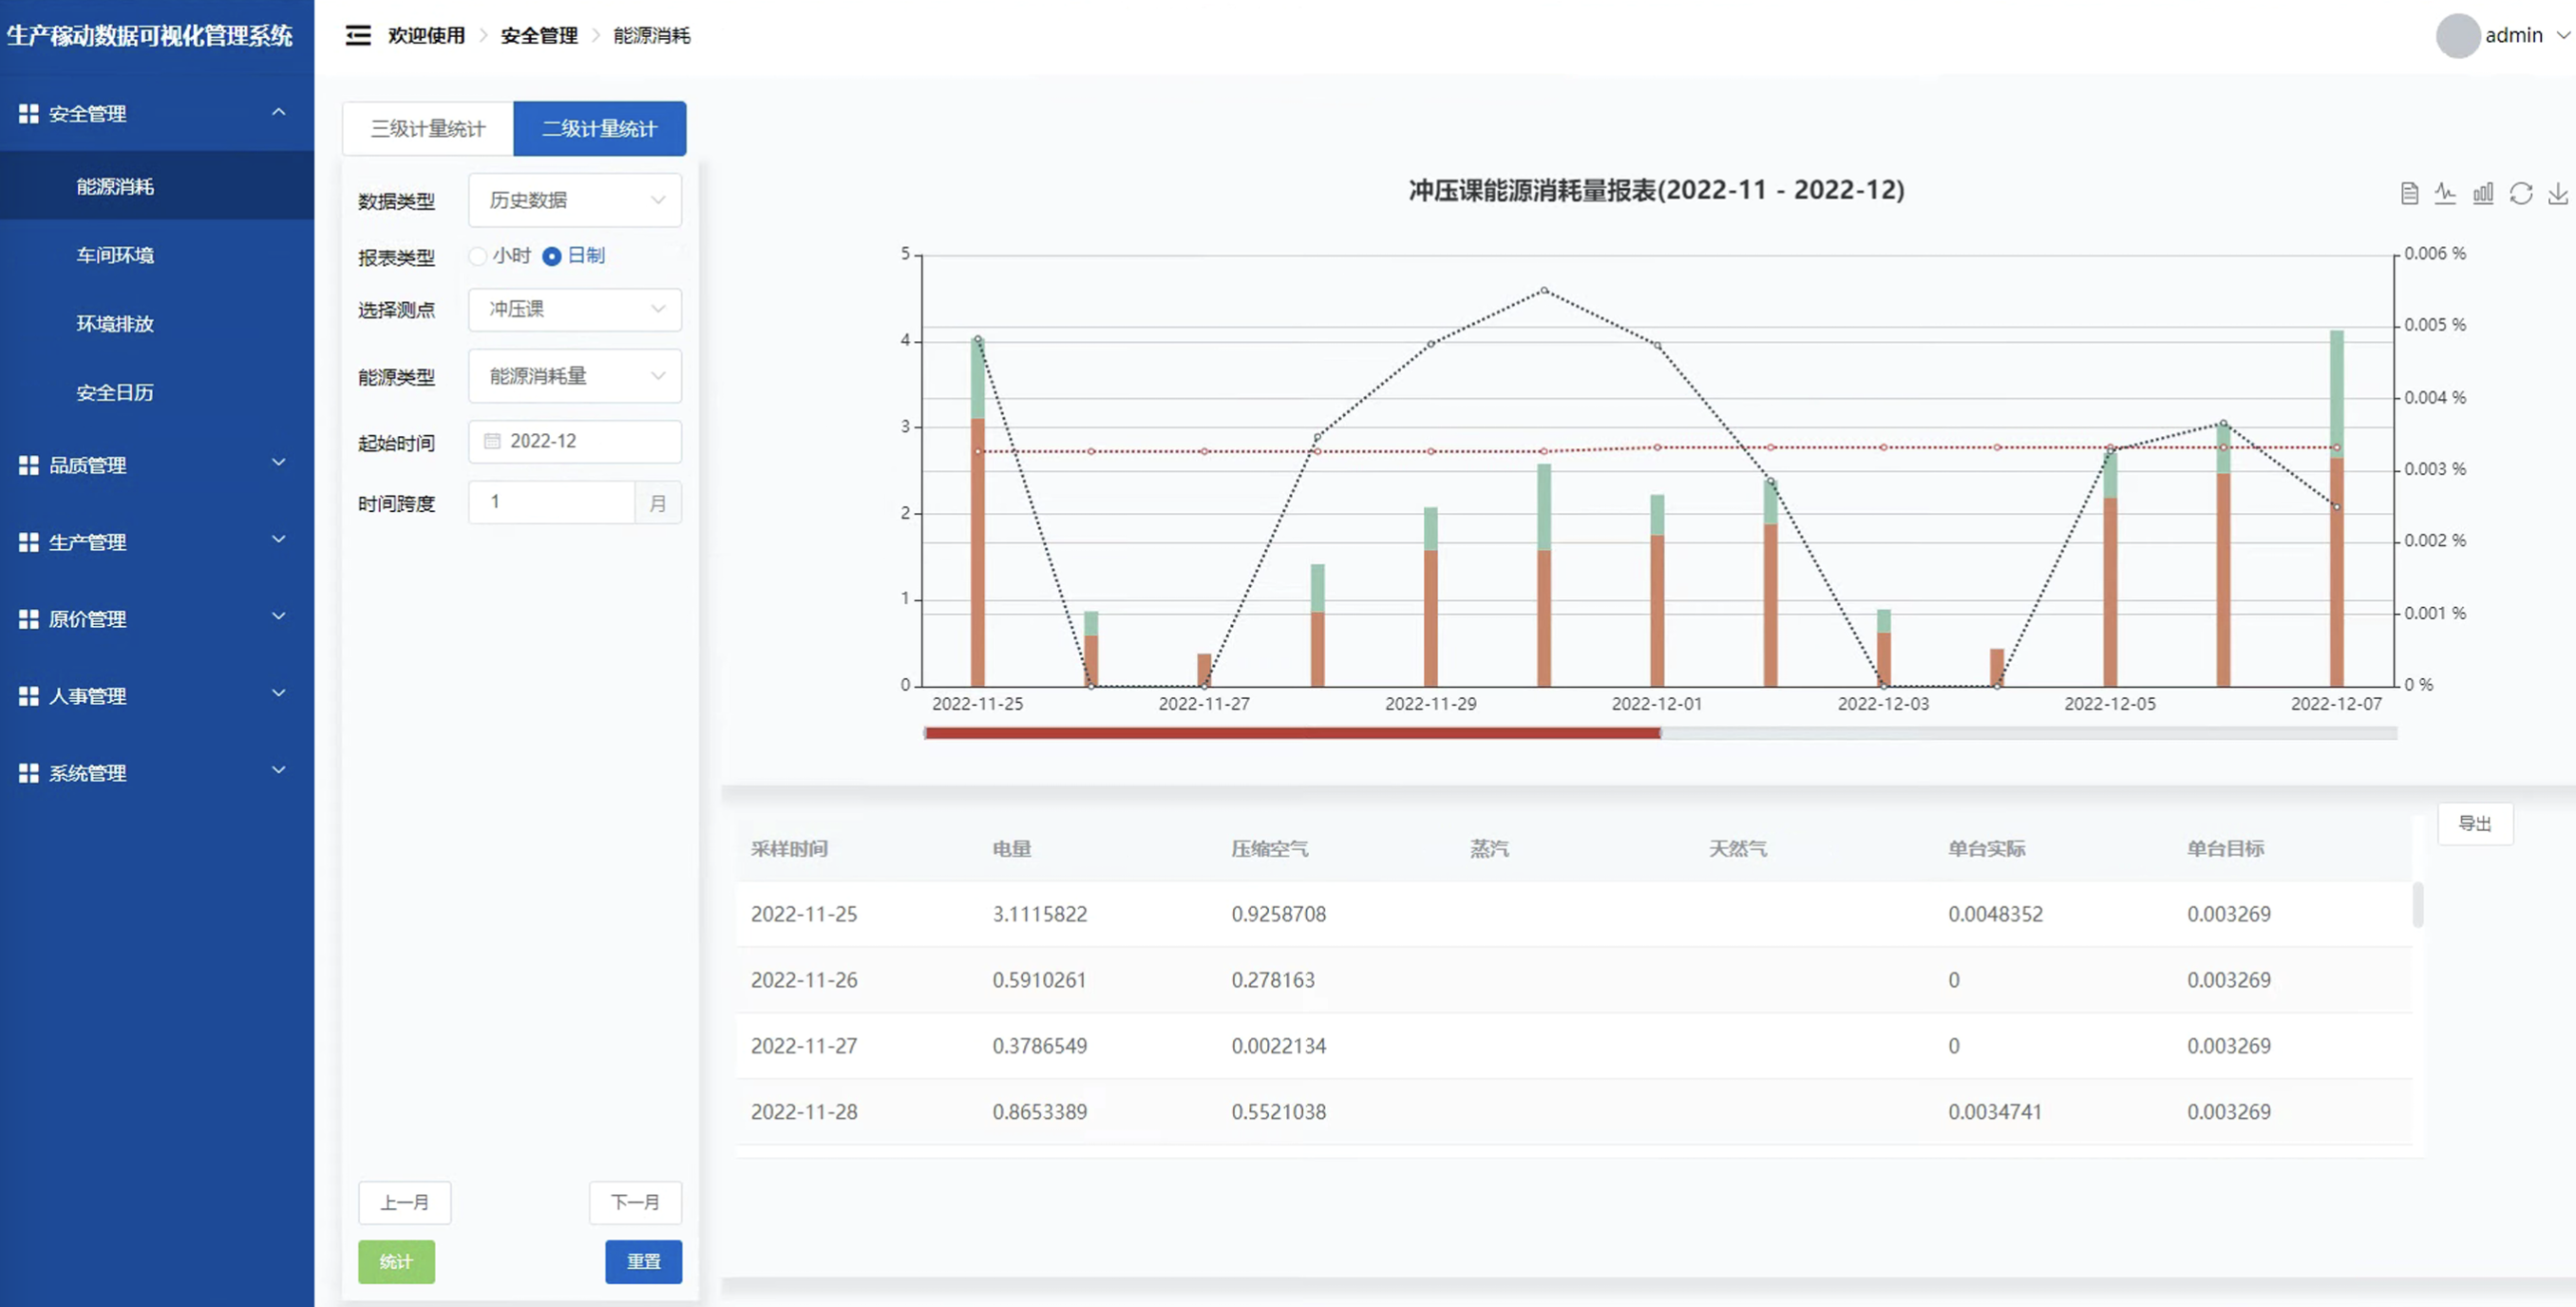 生产稼动数据可视化管理系统
欢迎使用 > 安全管理 > 能源消耗
admin
安全管理
能源消耗
车间环境
环境排放
安全日历
品质管理
生产管理
原价管理
人事管理
系统管理
三级计量统计 二级计量统计
数据类型 历史数据
报表类型 小时 日制
选择测点 冲压课
能源类型 能源消耗量
起始时间 2022-12
时间跨度 1 月
上一月 下一月
统计 重置
冲压课能源消耗量报表(2022-11 - 2022-12)
5
4
3
2
1
0
0.006 %
0.005 %
0.004 %
0.003 %
0.002 %
0.001 %
0 %
2022-11-25 2022-11-27 2022-11-29 2022-12-01 2022-12-03 2022-12-05 2022-12-07
导出
采样时间 电量 压缩空气 蒸汽 天然气 单台实际 单台目标
2022-11-25 3.1115822 0.9258708 0.0048352 0.003269
2022-11-26 0.5910261 0.278163 0 0.003269
2022-11-27 0.3786549 0.0022134 0 0.003269
2022-11-28 0.8653389 0.5521038 0.0034741 0.003269